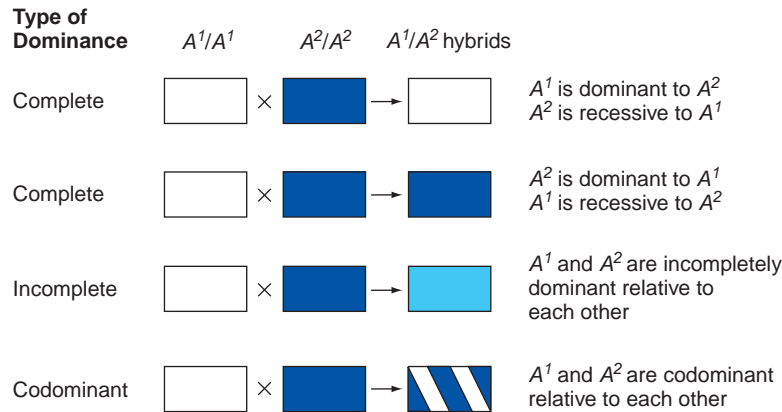 Type of
Dominance A¹/A¹ A²/A² A¹/A² hybrids
Complete × A¹ is dominant to A²
A² is recessive to A¹
Complete × A² is dominant to A¹
A¹ is recessive to A²
Incomplete × A¹ and A² are incompletely
dominant relative to
each other
Codominant × A¹ and A² are codominant
relative to each other